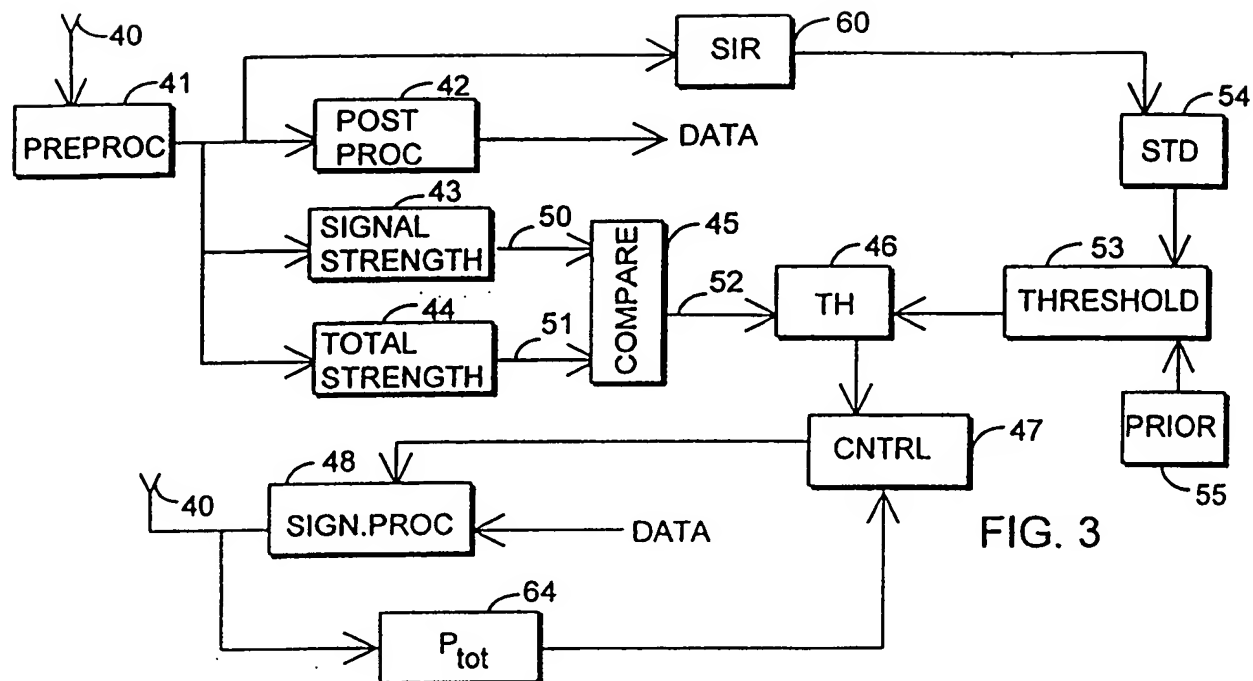 40
60
SIR
41
PREPROC
42
POST
PROC
DATA
54
STD
43
SIGNAL
STRENGTH
50
45
COMPARE
44
TOTAL
STRENGTH
51
52
46
TH
53
THRESHOLD
PRIOR
55
CNTRL
47
48
40
SIGN.PROC
DATA
FIG. 3
64
Ptot